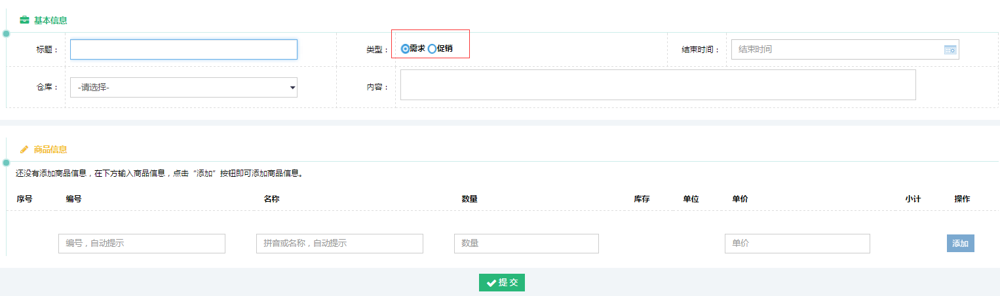 基本信息
标题： 类型： 需求 促销 结束时间： 结束时间
仓库： -请选择- 内容：
商品信息
还没有添加商品信息，在下方输入商品信息，点击“添加”按钮即可添加商品信息。
序号 编号 名称 数量 库存 单位 单价 小计 操作
编号，自动提示 拼音或名称，自动提示 数量 单价 添加
提 交